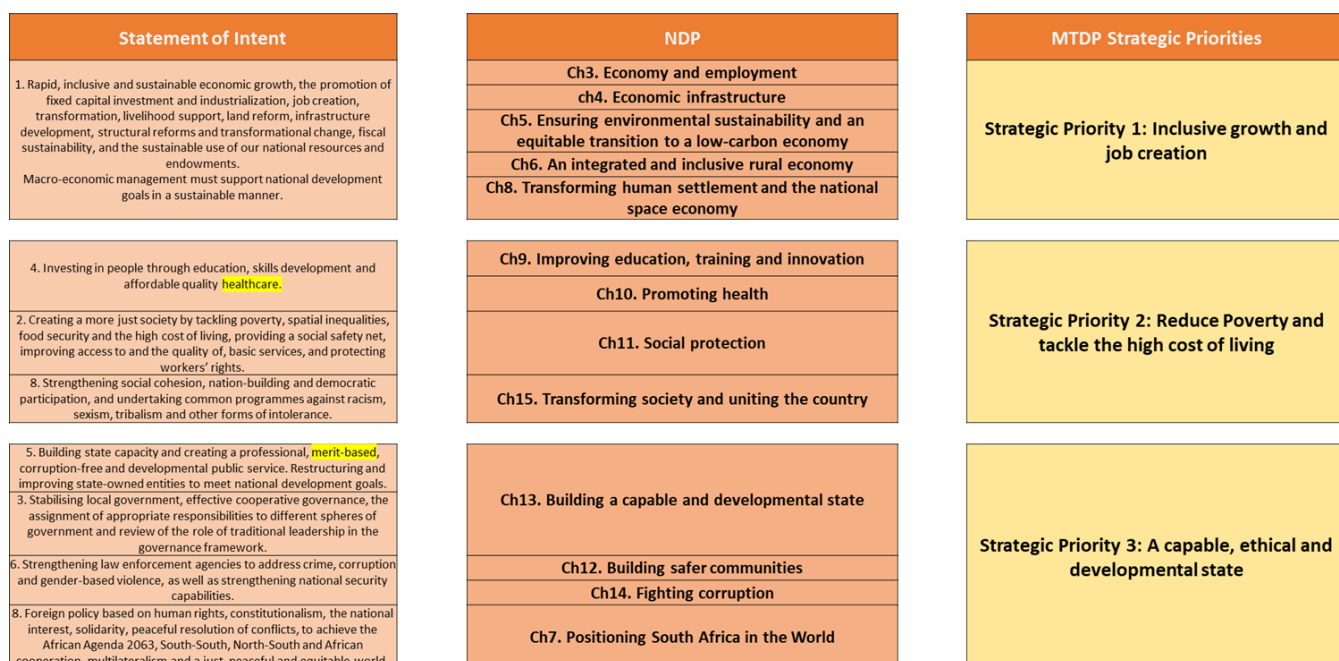 Statement of Intent
1. Rapid, inclusive and sustainable economic growth, the promotion of
fixed capital investment and industrialization, job creation,
transformation, livelihood support, land reform, infrastructure
development, structural reforms and transformational change, fiscal
sustainability, and the sustainable use of our national resources and
endowments.
Macro-economic management must support national development
goals in a sustainable manner.
4. Investing in people through education, skills development and
affordable quality healthcare.
2. Creating a more just society by tackling poverty, spatial inequalities,
food security and the high cost of living, providing a social safety net,
improving access to and the quality of, basic services, and protecting
workers' rights.
8. Strengthening social cohesion, nation-building and democratic
participation, and undertaking common programmes against racism,
sexism, tribalism and other forms of intolerance.
5. Building state capacity and creating a professional, merit-based,
corruption-free and developmental public service. Restructuring and
improving state-owned entities to meet national development goals.
3. Stabilising local government, effective cooperative governance, the
assignment of appropriate responsibilities to different spheres of
government and review of the role of traditional leadership in the
governance framework.
6. Strengthening law enforcement agencies to address crime, corruption
and gender-based violence, as well as strengthening national security
capabilities.
8. Foreign policy based on human rights, constitutionalism, the national
interest, solidarity, peaceful resolution of conflicts, to achieve the
African Agenda 2063, South-South, North-South and African
cooperation, multilateralism and a just, peaceful and equitable world
NDP
Ch3. Economy and employment
ch4. Economic infrastructure
Ch5. Ensuring environmental sustainability and an
equitable transition to a low-carbon economy
Ch6. An integrated and inclusive rural economy
Ch8. Transforming human settlement and the national
space economy
Ch9. Improving education, training and innovation
Ch10. Promoting health
Ch11. Social protection
Ch15. Transforming society and uniting the country
Ch13. Building a capable and developmental state
Ch12. Building safer communities
Ch14. Fighting corruption
Ch7. Positioning South Africa in the World
MTDP Strategic Priorities
Strategic Priority 1: Inclusive growth and
job creation
Strategic Priority 2: Reduce Poverty and
tackle the high cost of living
Strategic Priority 3: A capable, ethical and
developmental state